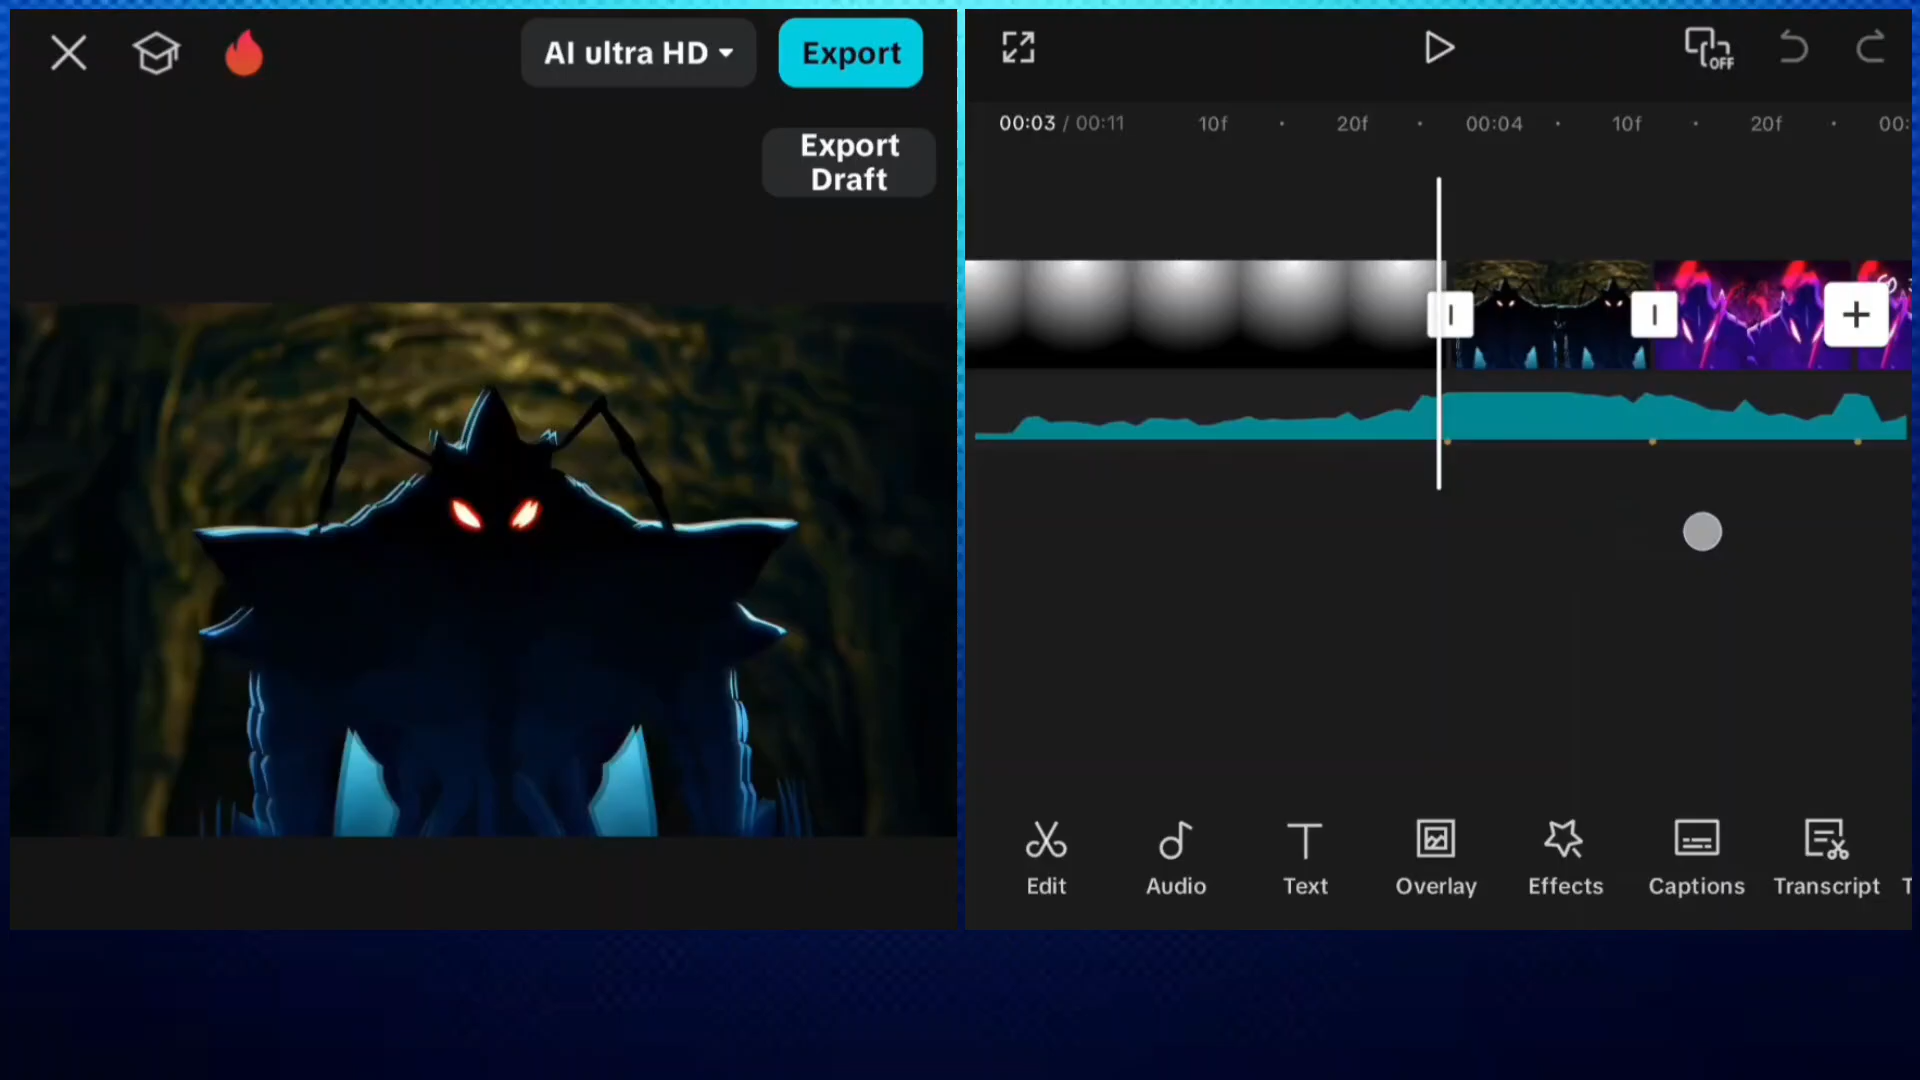 AI ultra HD
Export
Export
Draft
OFF
00:03 / 00:11
10f
20f
00:04
10f
20f
00:
Edit
Audio
Text
Overlay
Effects
Captions
Transcript
T